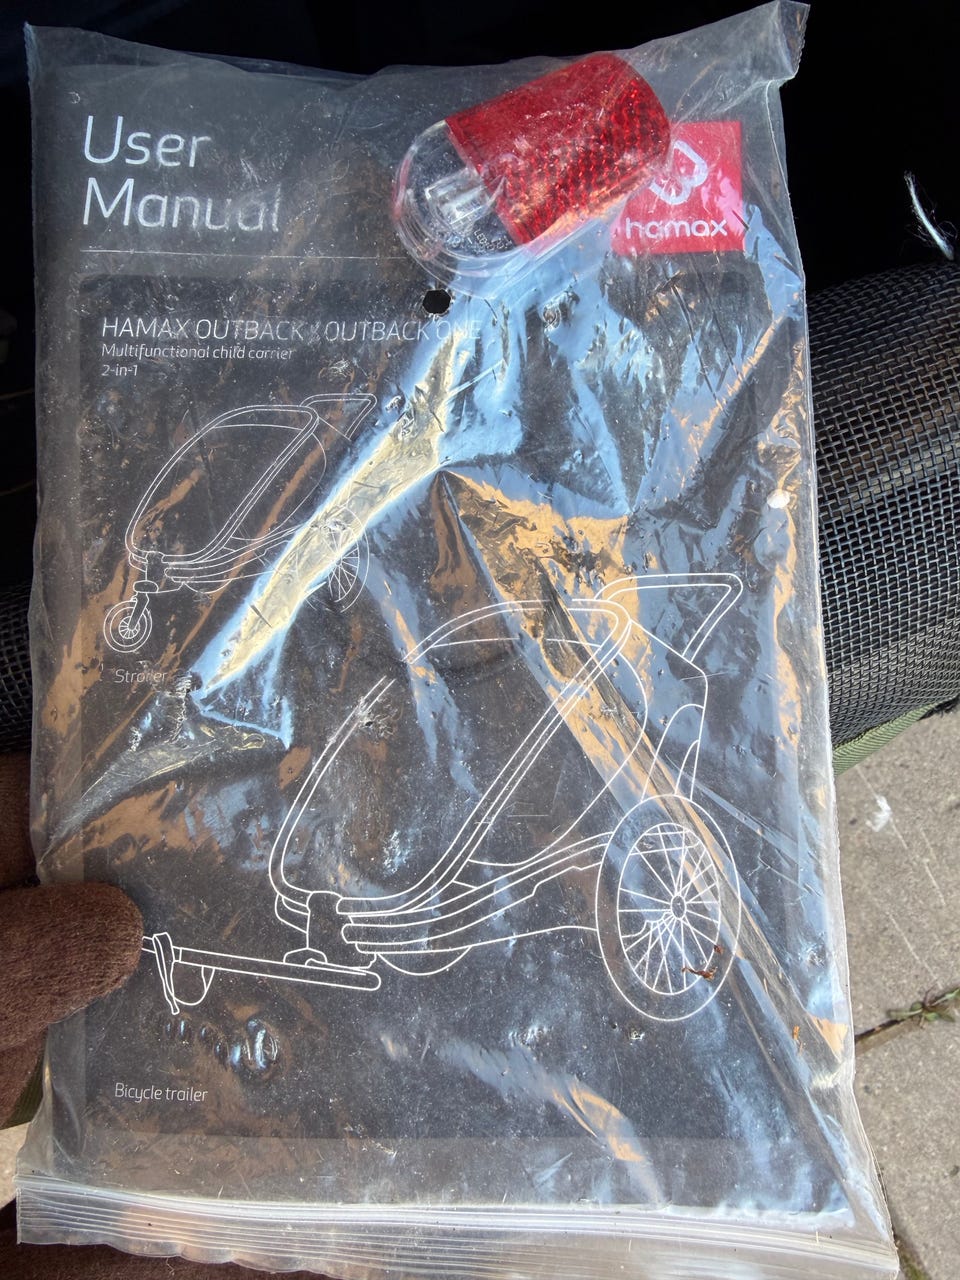 User
Manual
hamax
HAMAX OUTBACK / OUTBACK ONE
Multifunctional child carrier
2-in-1
Stroller
Bicycle trailer